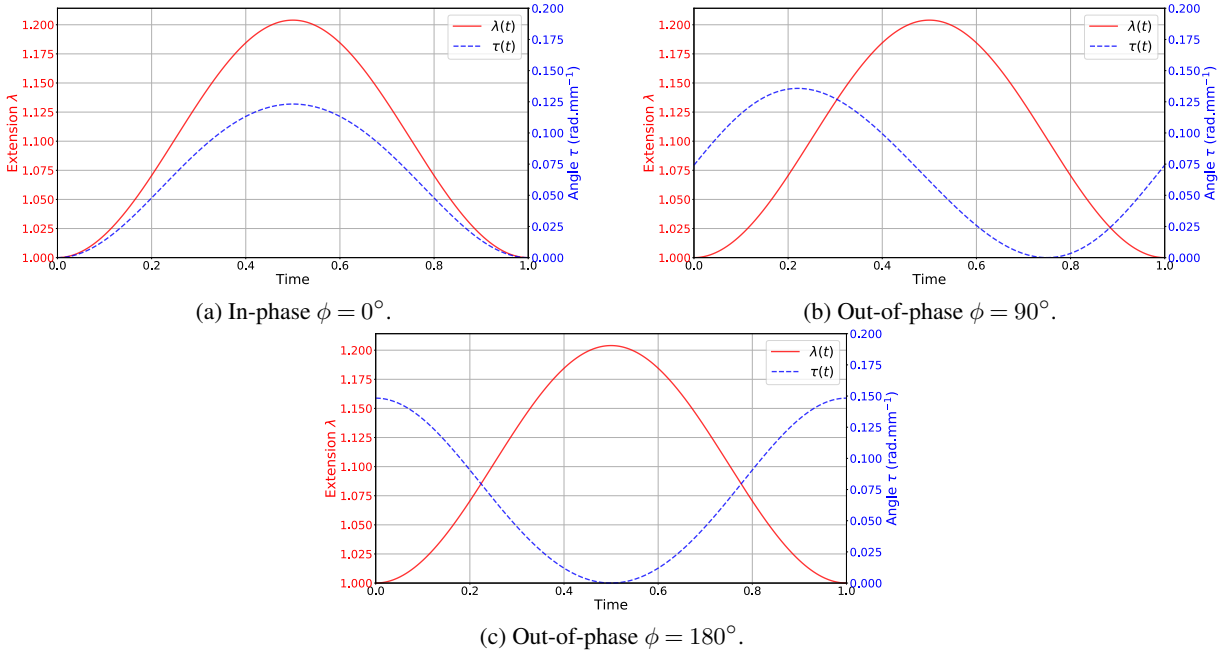 1.200
1.175
1.150
1.125
1.100
1.075
1.050
1.025
1.000
Extension λ
0.0 0.2 0.4 0.6 0.8 1.0
Time
0.200
0.175
0.150
0.125
0.100
0.075
0.050
0.025
0.000
Angle τ (rad.mm⁻¹)
λ(t)
τ(t)
(a) In-phase ϕ = 0°.
1.200
1.175
1.150
1.125
1.100
1.075
1.050
1.025
1.000
Extension λ
0.0 0.2 0.4 0.6 0.8 1.0
Time
0.200
0.175
0.150
0.125
0.100
0.075
0.050
0.025
0.000
Angle τ (rad.mm⁻¹)
λ(t)
τ(t)
(b) Out-of-phase ϕ = 90°.
1.200
1.175
1.150
1.125
1.100
1.075
1.050
1.025
1.000
Extension λ
0.0 0.2 0.4 0.6 0.8 1.0
Time
0.200
0.175
0.150
0.125
0.100
0.075
0.050
0.025
0.000
Angle τ (rad.mm⁻¹)
λ(t)
τ(t)
(c) Out-of-phase ϕ = 180°.